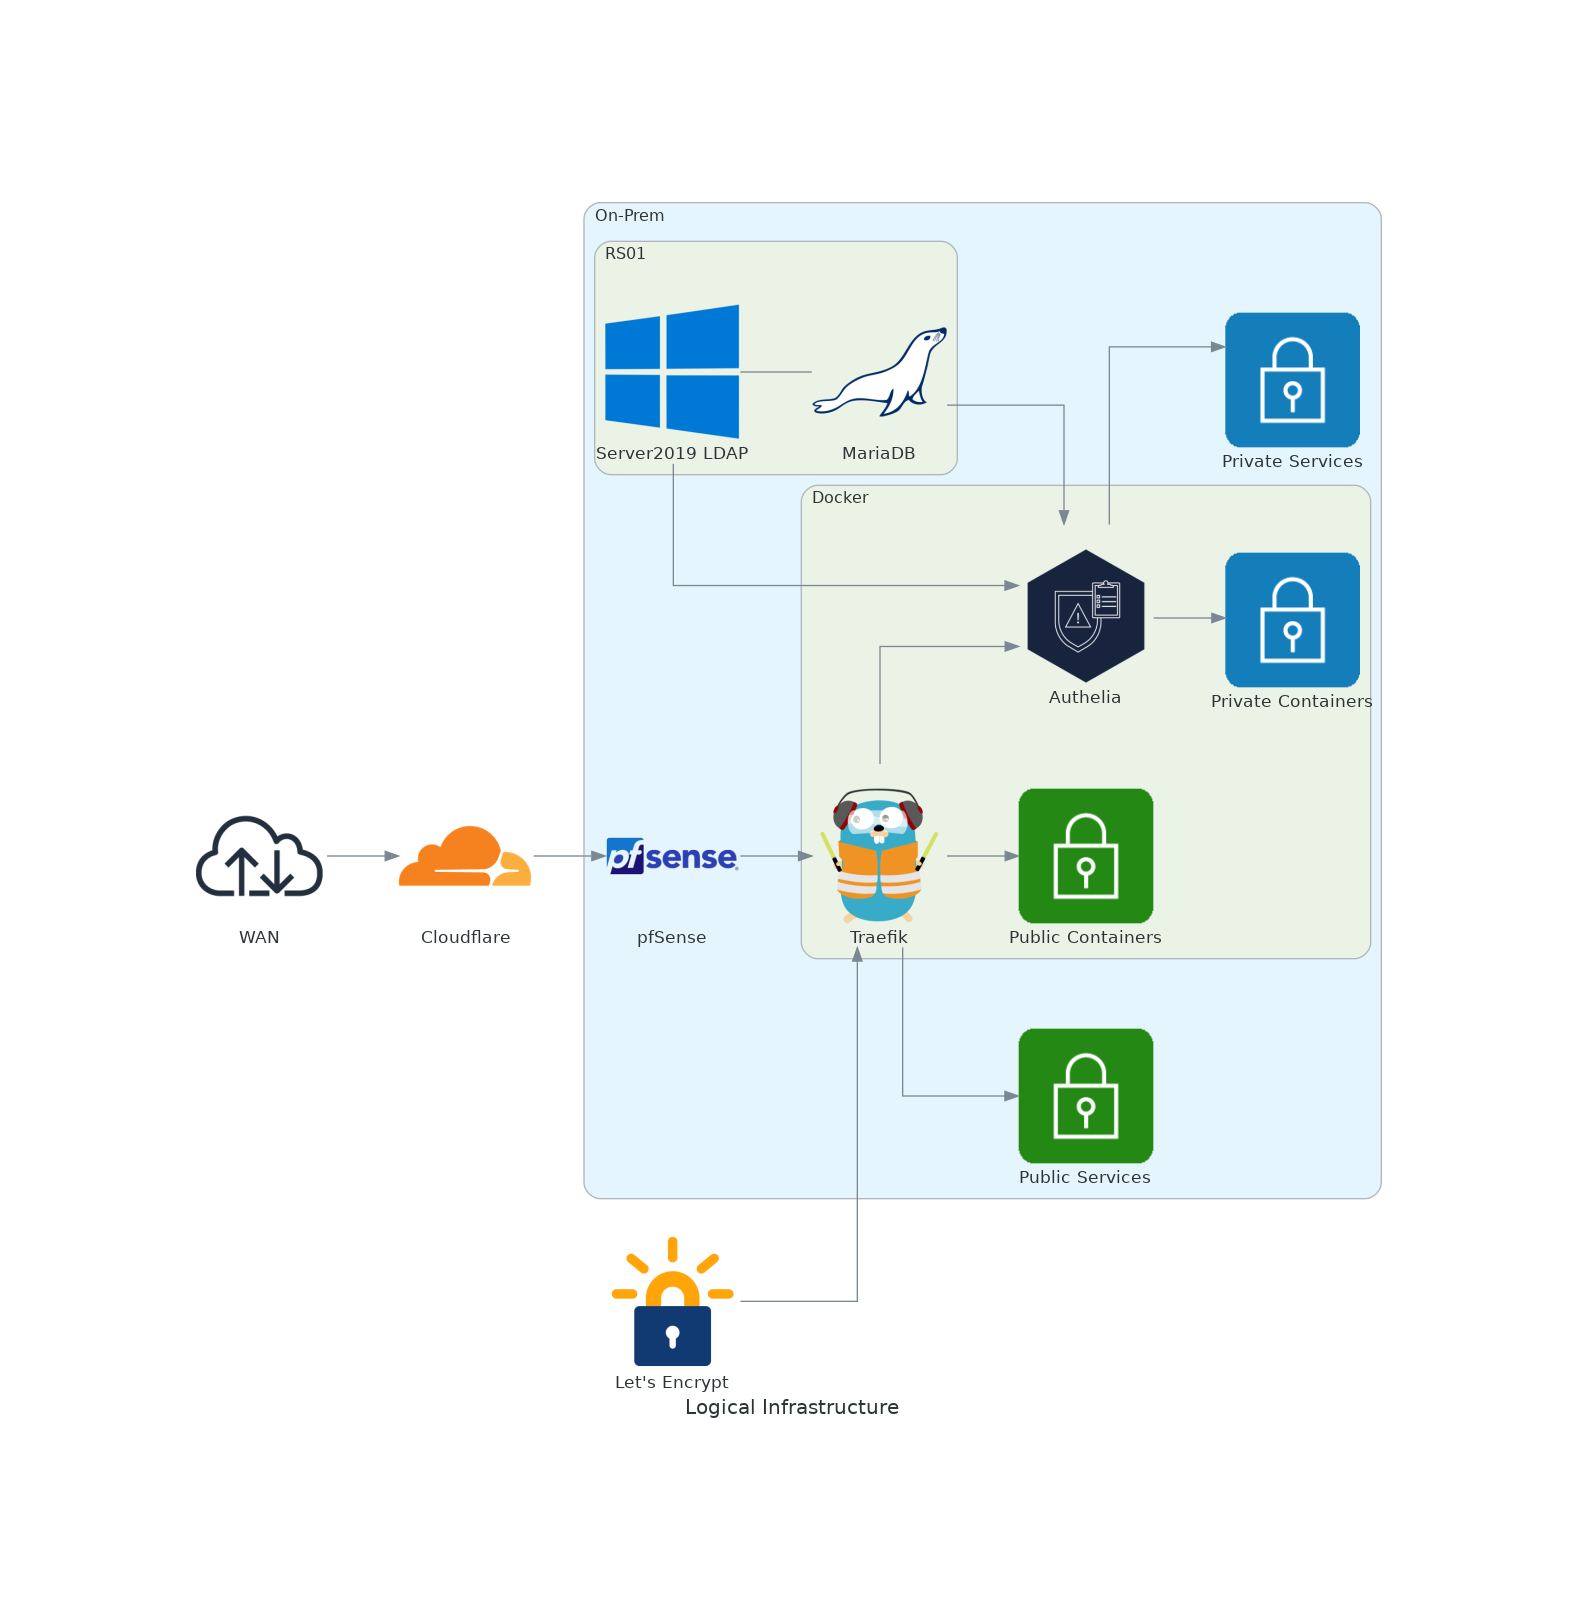 On-Prem
RS01
Server2019 LDAP
MariaDB
Private Services
Docker
Authelia
Private Containers
pfsense
WAN
Cloudflare
pfSense
Traefik
Public Containers
Public Services
Let's Encrypt
Logical Infrastructure